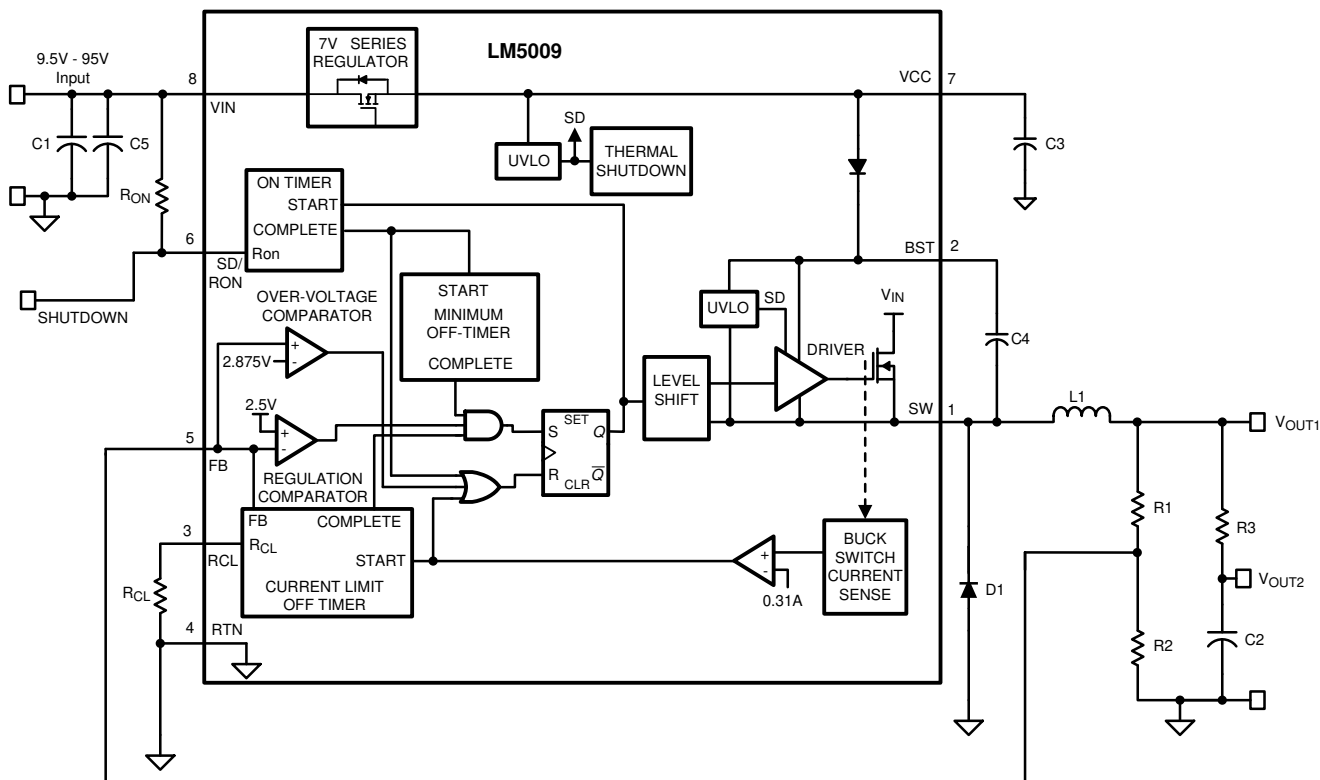 LM5009
7V SERIES
REGULATOR
9.5V - 95V
Input
8
VIN
VCC
7
C1
C5
RON
SD
UVLO
THERMAL
SHUTDOWN
C3
ON TIMER
START
COMPLETE
Ron
6
SD/
RON
SHUTDOWN
BST
2
START
MINIMUM
OFF-TIMER
COMPLETE
OVER-VOLTAGE
COMPARATOR
+
-
2.875V
UVLO
SD
VIN
DRIVER
C4
LEVEL
SHIFT
SW
1
L1
VOUT1
2.5V
+
-
5
FB
REGULATION
COMPARATOR
S
SET
Q
R
CLR
Q
R1
R3
FB
COMPLETE
3
RCL
RCL
START
CURRENT LIMIT
OFF TIMER
RCL
4
RTN
+
-
0.31A
BUCK
SWITCH
CURRENT
SENSE
D1
VOUT2
R2
C2